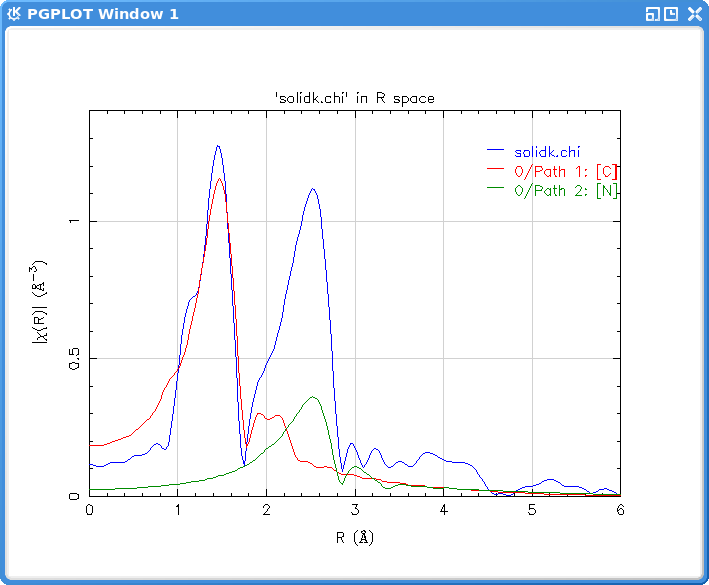 PGPLOT Window 1
'solidk.chi' in R space
solidk.chi
0/Path 1: [C]
0/Path 2: [N]
1
0.5
0
|χ(R)| (Å⁻³)
0 1 2 3 4 5 6
R (Å)